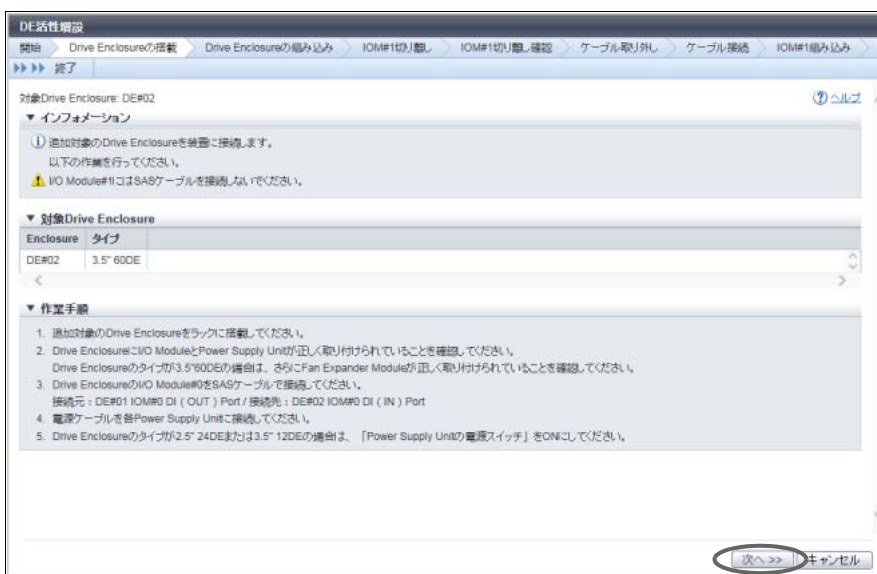 DE活性増設
開始 Drive Enclosureの搭載 Drive Enclosureの組み込み IOM#1切り離し IOM#1切り離し確認 ケーブル取り外し ケーブル接続 IOM#1組み込み
終了
対象Drive Enclosure: DE#02 ヘルプ
▼ インフォメーション
追加対象のDrive Enclosureを装置に接続します。
以下の作業を行ってください。
I/O Module#1にはSASケーブルを接続しないでください。
▼ 対象Drive Enclosure
Enclosure タイプ
DE#02 3.5" 60DE
▼ 作業手順
1. 追加対象のDrive Enclosureをラックに搭載してください。
2. Drive EnclosureにI/O ModuleとPower Supply Unitが正しく取り付けられていることを確認してください。
Drive Enclosureのタイプが3.5"60DEの場合は、さらにFan Expander Moduleが正しく取り付けられていることを確認してください。
3. Drive EnclosureのI/O Module#0をSASケーブルで接続してください。
接続元：DE#01 IOM#0 DI ( OUT ) Port / 接続先：DE#02 IOM#0 DI ( IN ) Port
4. 電源ケーブルを各Power Supply Unitに接続してください。
5. Drive Enclosureのタイプが2.5" 24DEまたは3.5" 12DEの場合は、「Power Supply Unitの電源スイッチ」をONにしてください。
次へ >> キャンセル